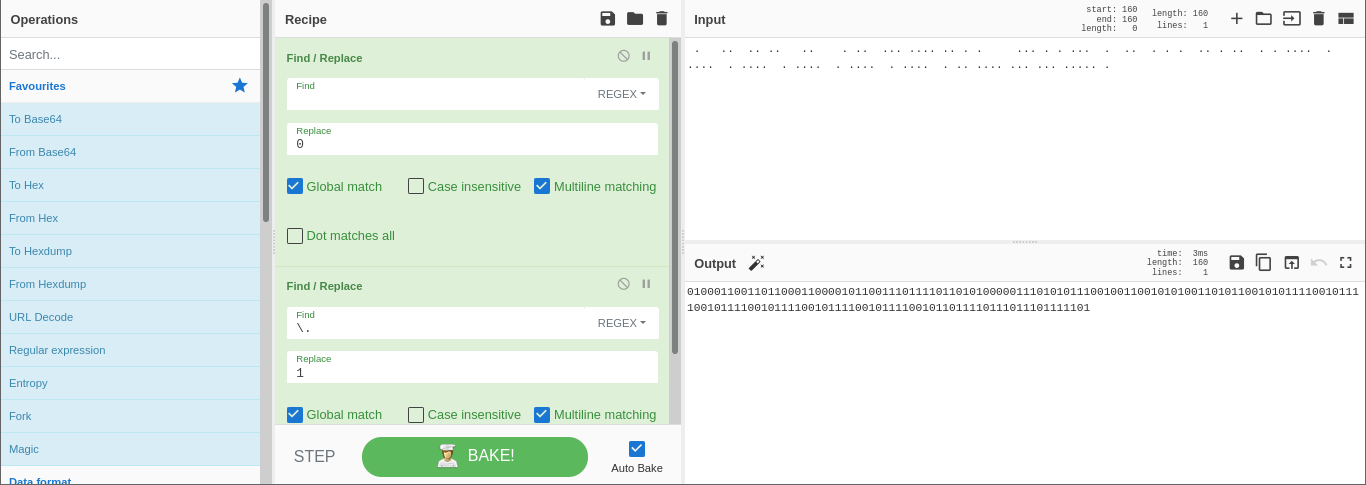 Operations
Search...
Favourites
To Base64
From Base64
To Hex
From Hex
To Hexdump
From Hexdump
URL Decode
Regular expression
Entropy
Fork
Magic
Data format
Recipe
Find / Replace
Find
REGEX
Replace
0
Global match
Case insensitive
Multiline matching
Dot matches all
Find / Replace
Find
\.
REGEX
Replace
1
Global match
Case insensitive
Multiline matching
STEP
BAKE!
Auto Bake
Input
start: 160
end: 160
length: 0
length: 160
lines: 1
Output
time: 3ms
length: 160
lines: 1